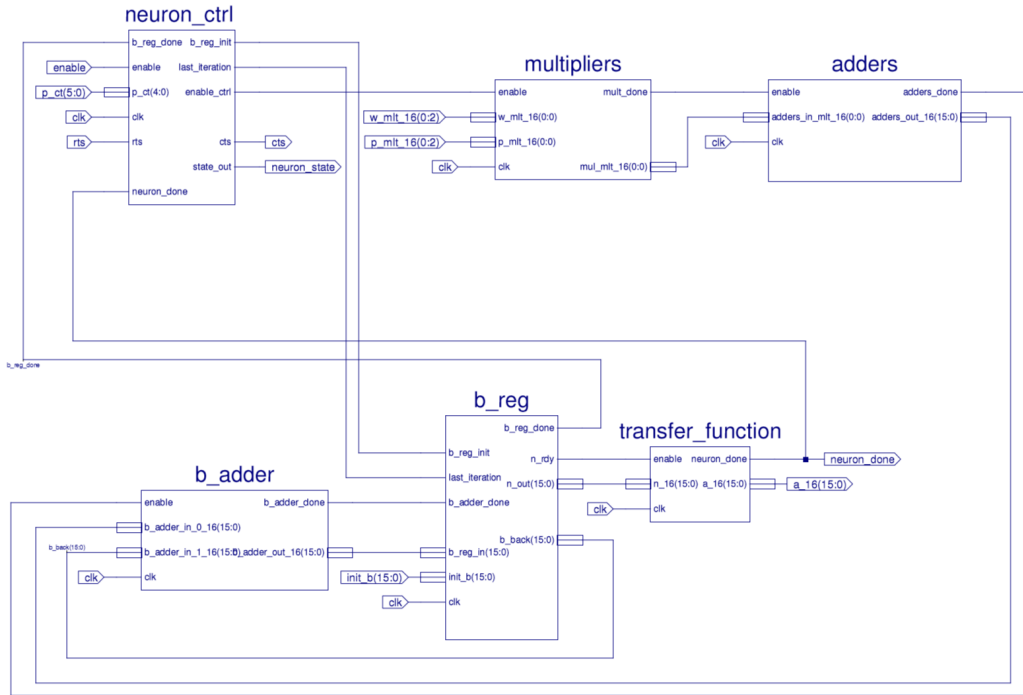 neuron_ctrl
b_reg_done b_reg_init
enable enable last_iteration
p_ct(5:0) p_ct(4:0) enable_ctrl
clk clk
rts rts cts cts
state_out neuron_state
neuron_done
multipliers
enable mult_done
w_mlt_16(0:2) w_mlt_16(0:0)
p_mlt_16(0:2) p_mlt_16(0:0)
clk clk mul_mlt_16(0:0)
adders
enable adders_done
adders_in_mlt_16(0:0) adders_out_16(15:0)
clk clk
b_reg_done
b_reg
b_reg_done
b_reg_init n_rdy
last_iteration n_out(15:0)
b_adder_done
b_back(15:0)
b_reg_in(15:0)
init_b(15:0) init_b(15:0)
clk clk
transfer_function
enable neuron_done neuron_done
n_16(15:0) a_16(15:0) a_16(15:0)
clk clk
b_adder
enable b_adder_done
b_adder_in_0_16(15:0)
b_back(15:0) b_adder_in_1_16(15:0) b_adder_out_16(15:0)
clk clk